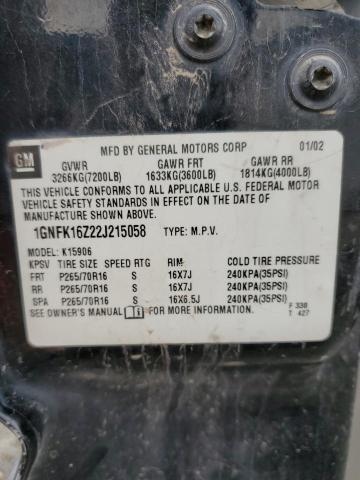 GM MFD BY GENERAL MOTORS CORP 01/02
GVWR GAWR FRT GAWR RR
3266KG(7200LB) 1633KG(3600LB) 1814KG(4000LB)
THIS VEHICLE CONFORMS TO ALL APPLICABLE U.S. FEDERAL MOTOR
VEHICLE SAFETY STANDARDS IN EFFECT ON THE DATE OF
MANUFACTURE SHOWN ABOVE.
1GNFK16Z22J215058 TYPE: M.P.V.
MODEL: K15906
KPSV TIRE SIZE SPEED RTG RIM COLD TIRE PRESSURE
FRT P265/70R16 S 16X7J 240KPA(35PSI)
RR P265/70R16 S 16X7J 240KPA(35PSI)
SPA P265/70R16 S 16X6.5J 240KPA(35PSI)
SEE OWNER'S MANUAL FOR MORE INFORMATION. F 338
T 427